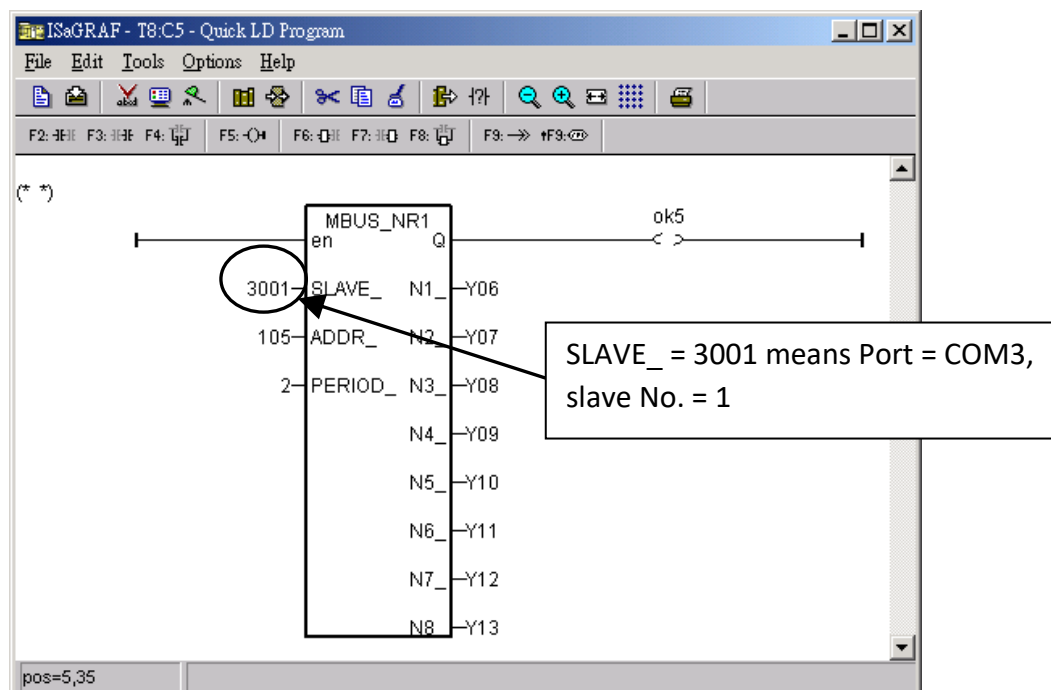 ISaGRAF - T8:C5 - Quick LD Program
File Edit Tools Options Help
F2: F3: F4: F5: F6: F7: F8: F9: F9:
(* *)
MBUS_NR1
ok5
en Q
3001 SLAVE_ N1_ Y06
105 ADDR_ N2_ Y07
2 PERIOD_ N3_ Y08
N4_ Y09
N5_ Y10
N6_ Y11
N7_ Y12
N8 Y13
SLAVE_ = 3001 means Port = COM3,
slave No. = 1
pos=5,35